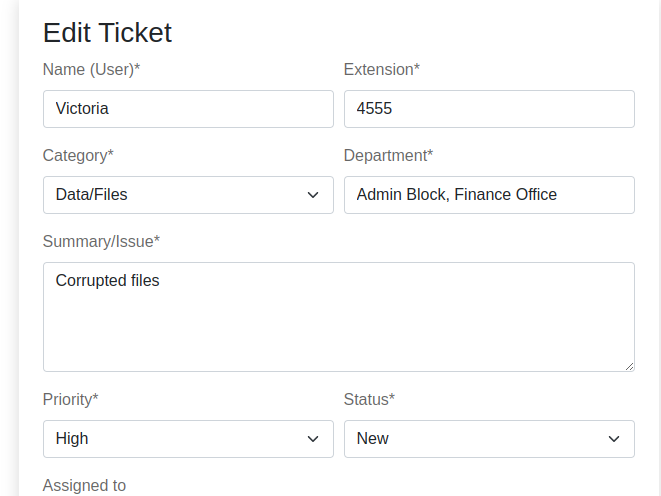 Edit Ticket
Name (User)* Extension*
Victoria 4555
Category* Department*
Data/Files Admin Block, Finance Office
Summary/Issue*
Corrupted files
Priority* Status*
High New
Assigned to